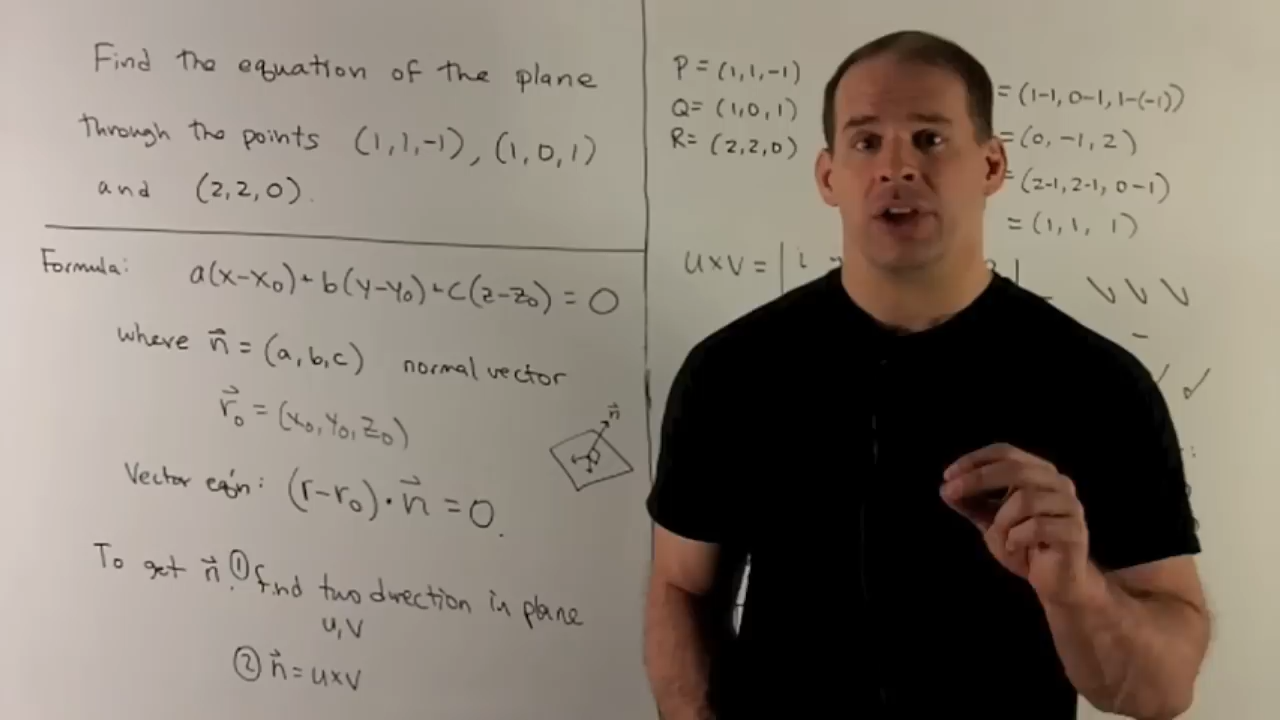 Find the equation of the plane
through the points (1,1,-1), (1,0,1)
and (2,2,0).
Formula: a(x-x₀)+b(y-y₀)+c(z-z₀) = 0
where n⃗ = (a,b,c) normal vector
r⃗₀ = (x₀,y₀,z₀)
n⃗
Vector eq'n: (r-r₀)·n⃗ = 0.
To get n⃗: ① find two direction in plane
u,v
② n⃗ = u×v
P = (1,1,-1)
Q = (1,0,1)
R = (2,2,0)
= (1-1, 0-1, 1-(-1))
= (0, -1, 2)
= (2-1, 2-1, 0-1)
= (1, 1, 1)
u×v = | i